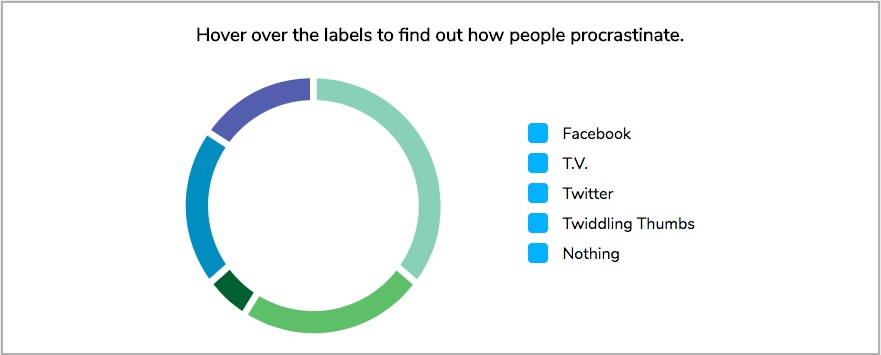 Hover over the labels to find out how people procrastinate.
Facebook
T.V.
Twitter
Twiddling Thumbs
Nothing